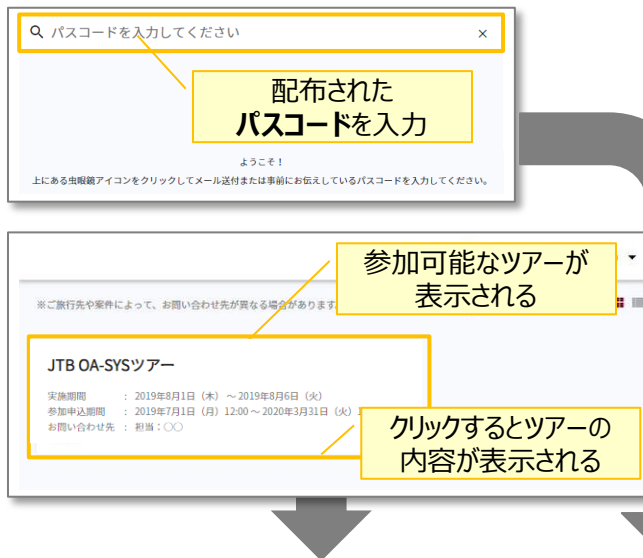 パスコードを入力してください ×
配布された
パスコードを入力
ようこそ！
上にある虫眼鏡アイコンをクリックしてメール送付または事前にお伝えしているパスコードを入力してください。
参加可能なツアーが
表示される
※ご旅行先や案件によって、お問い合わせ先が異なる場合があります
JTB OA-SYSツアー
実施期間 : 2019年8月1日（木）～2019年8月6日（火）
参加申込期間 : 2019年7月1日（月）12:00～2020年3月31日（火）
お問い合わせ先 : 担当：○○
クリックするとツアーの
内容が表示される